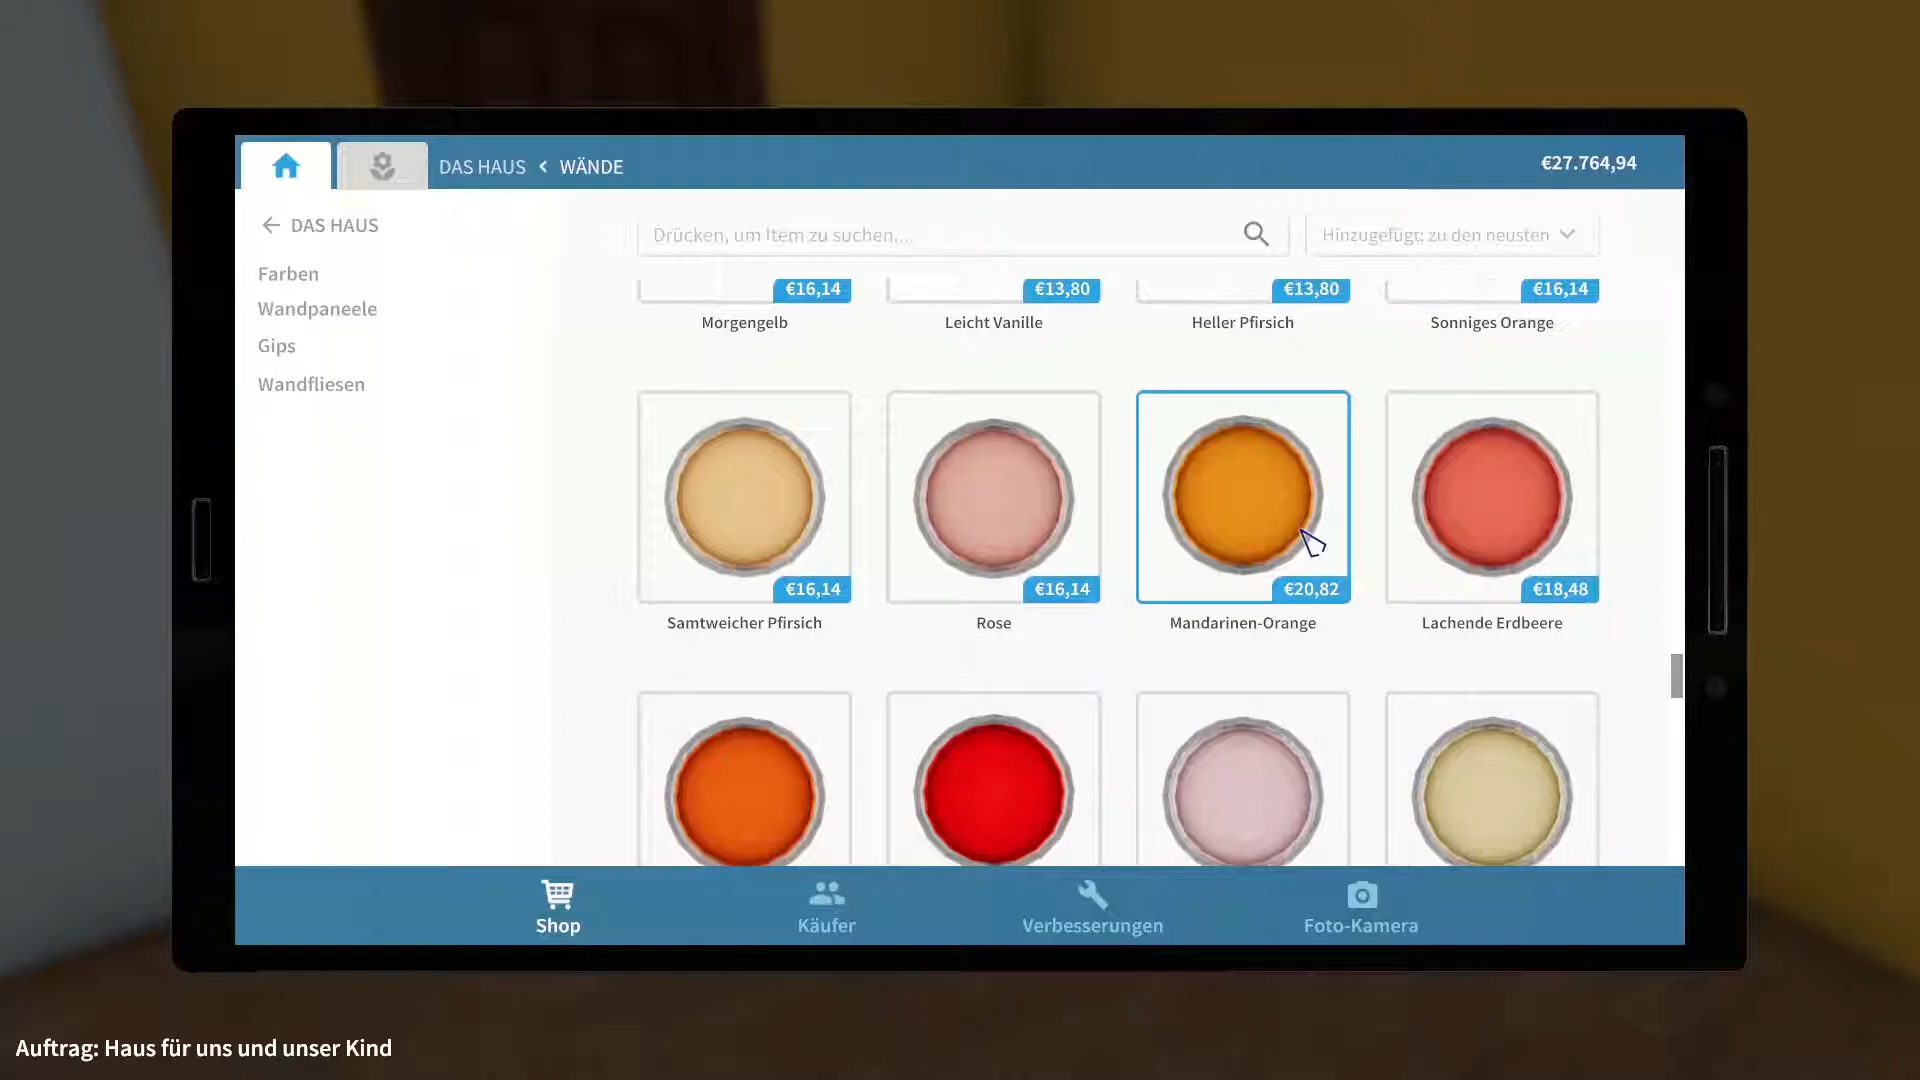 DAS HAUS < WÄNDE
€27.764,94
← DAS HAUS
Farben
Wandpaneele
Gips
Wandfliesen
Drücken, um Item zu suchen...
Hinzugefügt: zu den neusten
€16,14
€13,80
€13,80
€16,14
Morgengelb
Leicht Vanille
Heller Pfirsich
Sonniges Orange
€16,14
€16,14
€20,82
€18,48
Samtweicher Pfirsich
Rose
Mandarinen-Orange
Lachende Erdbeere
Shop
Käufer
Verbesserungen
Foto-Kamera
Auftrag: Haus für uns und unser Kind